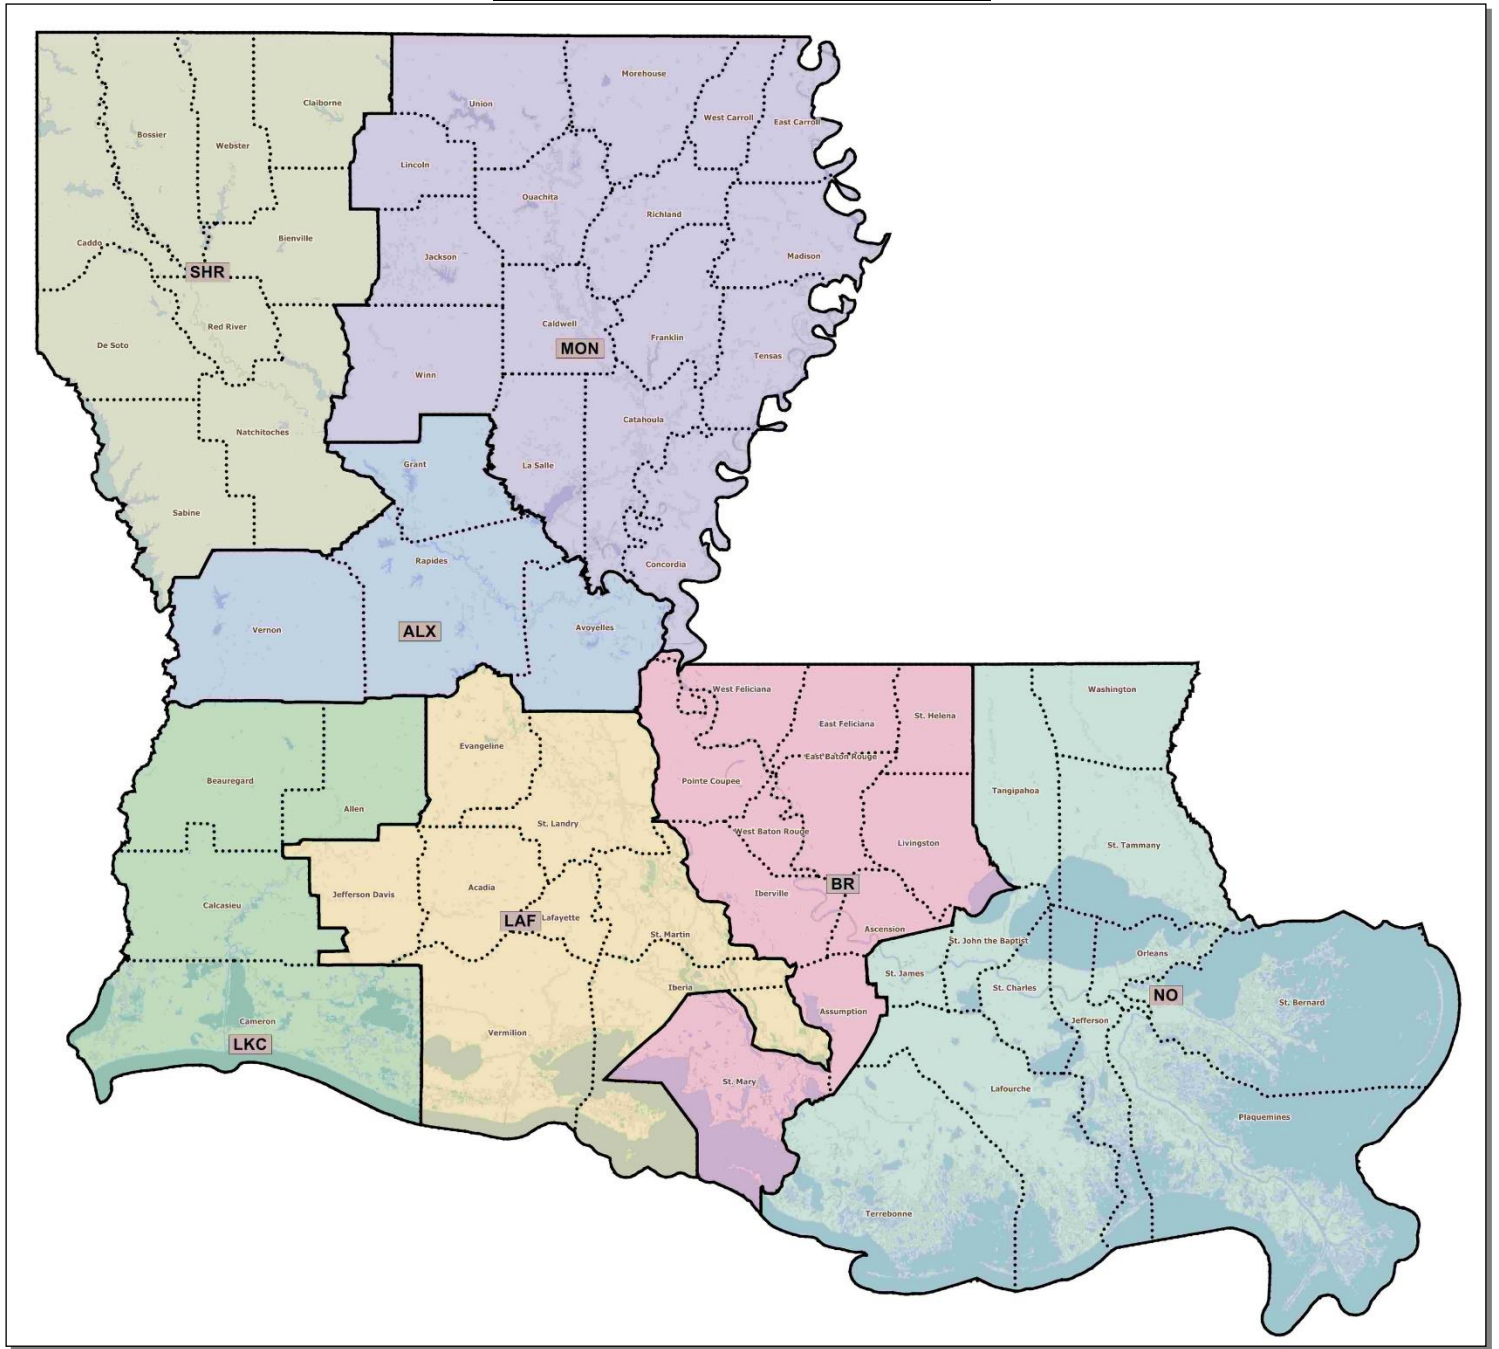 Morehouse
Union
Claiborne
West Carroll
East Carroll
Bossier
Webster
Lincoln
Ouachita
Richland
Bienville
Caddo
Jackson
Madison
SHR
Caldwell
Red River
De Soto
MON
Franklin
Tensas
Winn
Catahoula
Natchitoches
Grant
La Salle
Sabine
Rapides
Concordia
Vernon
ALX
Avoyelles
West Feliciana
Washington
East Feliciana
St. Helena
Evangeline
East Baton Rouge
Beauregard
Pointe Coupee
Tangipahoa
Allen
St. Landry
West Baton Rouge
Livingston
St. Tammany
Jefferson Davis
Acadia
BR
Iberville
Calcasieu
LAF
Lafayette
St. Martin
Ascension
St. John the Baptist
Orleans
St. James
Iberia
St. Charles
NO
St. Bernard
Assumption
Cameron
Vermilion
Jefferson
LKC
St. Mary
Lafourche
Plaquemines
Terrebonne